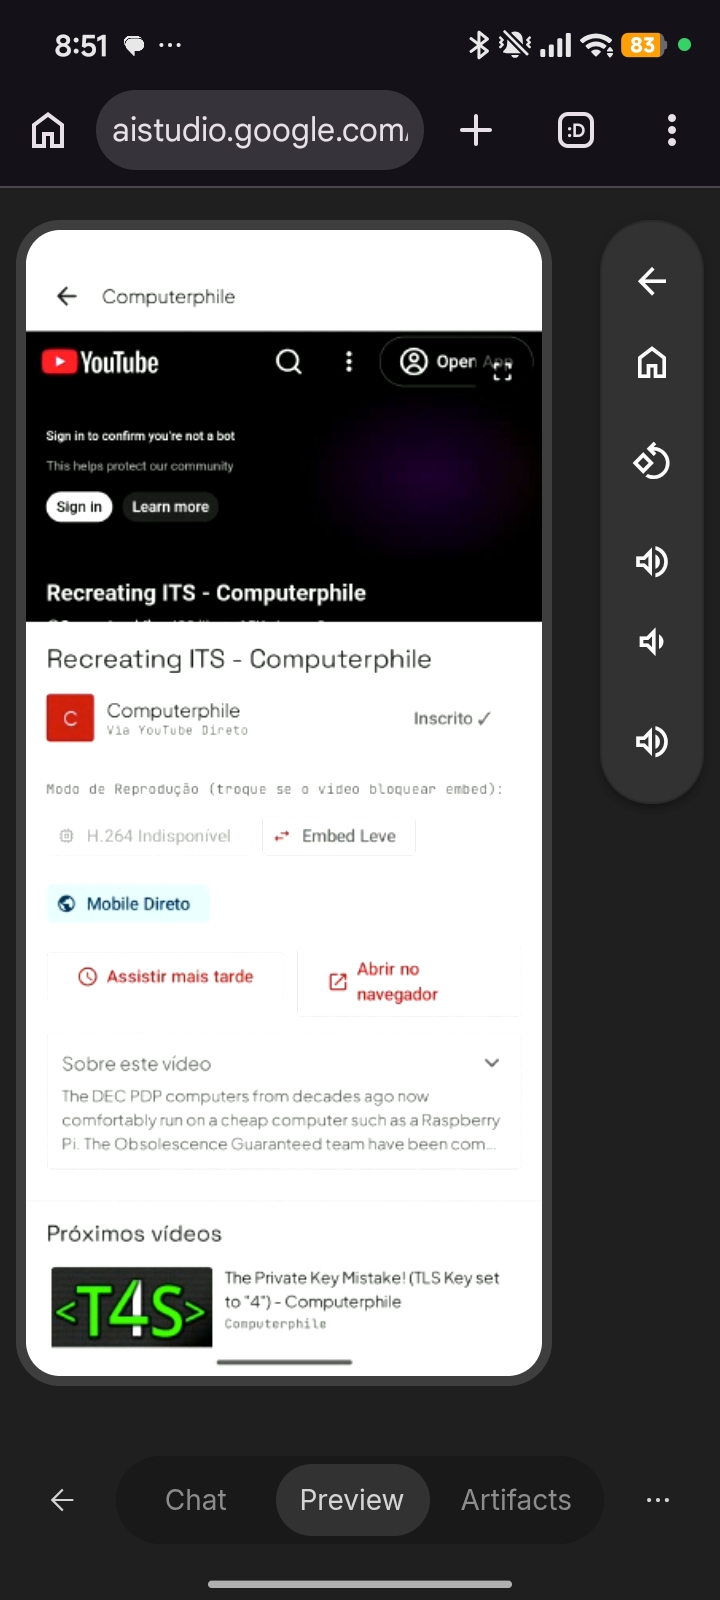 8:51
83
aistudio.google.com/
:D
Computerphile
YouTube
Open App
Sign in to confirm you're not a bot
This helps protect our community
Sign in
Learn more
Recreating ITS - Computerphile
Recreating ITS - Computerphile
C
Computerphile
Via YouTube Direto
Inscrito ✓
Modo de Reprodução (troque se o vídeo bloquear embed):
H.264 Indisponível
Embed Leve
Mobile Direto
Assistir mais tarde
Abrir no
navegador
Sobre este vídeo
The DEC PDP computers from decades ago now
comfortably run on a cheap computer such as a Raspberry
Pi. The Obsolescence Guaranteed team have been com...
Próximos vídeos
<T4S>
The Private Key Mistake! (TLS Key set
to "4") - Computerphile
Computerphile
Chat
Preview
Artifacts